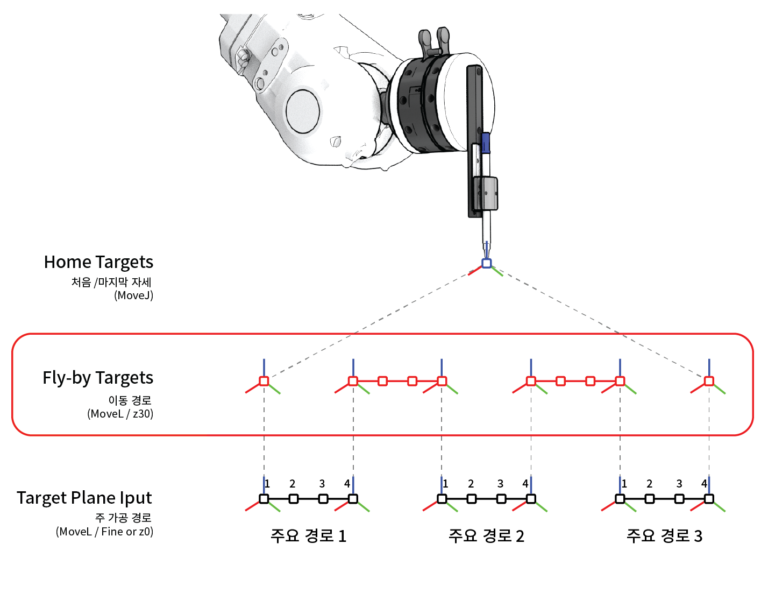 Home Targets
처음 /마지막 자세
(MoveJ)
Fly-by Targets
이동 경로
(MoveL / z30)
1 2 3 4 1 2 3 4 1 2 3 4
Target Plane Iput
주 가공 경로
(MoveL / Fine or z0)
주요 경로 1 주요 경로 2 주요 경로 3